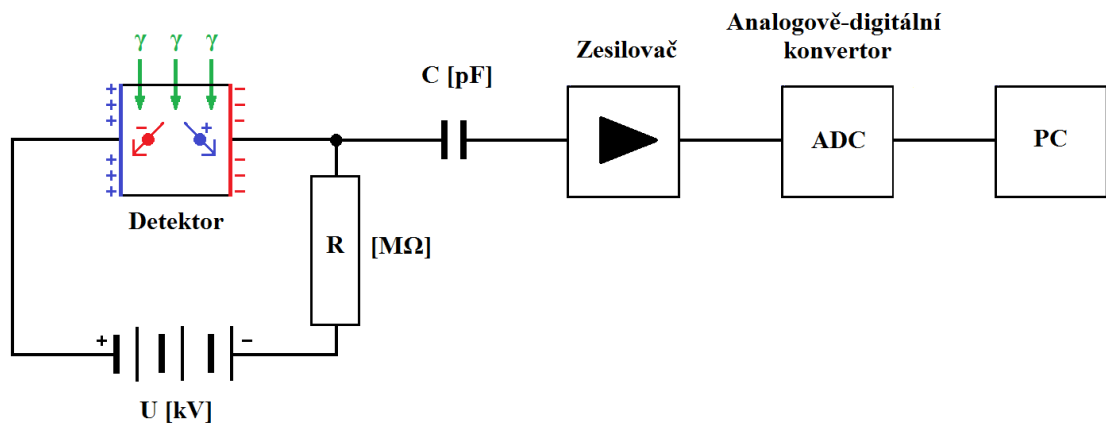 γ γ γ
Analogově-digitální
konvertor
Zesilovač
C [pF]
+ −
+ −
+ −
− +
ADC
PC
+ −
+ −
+ −
Detektor
R [MΩ]
+ −
U [kV]